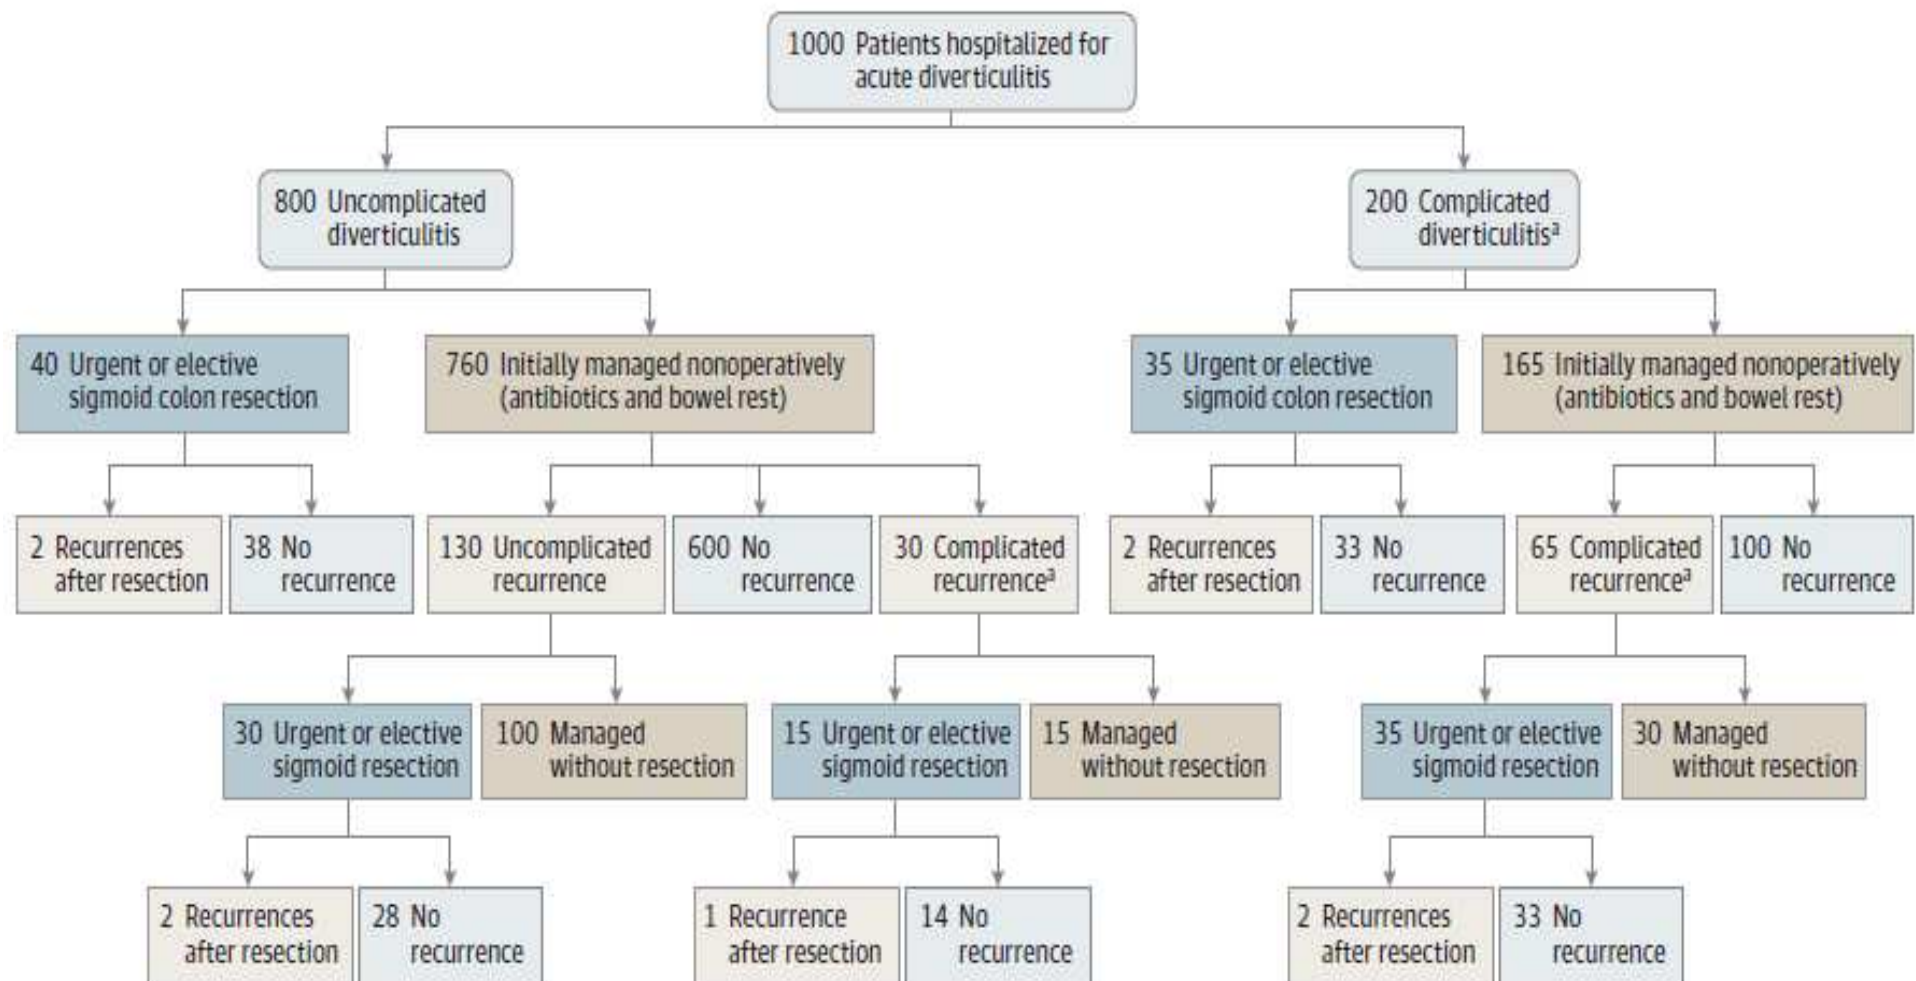 1000 Patients hospitalized for
acute diverticulitis
800 Uncomplicated
diverticulitis
200 Complicated
diverticulitisª
40 Urgent or elective
sigmoid colon resection
760 Initially managed nonoperatively
(antibiotics and bowel rest)
35 Urgent or elective
sigmoid colon resection
165 Initially managed nonoperatively
(antibiotics and bowel rest)
2 Recurrences
after resection
38 No
recurrence
130 Uncomplicated
recurrence
600 No
recurrence
30 Complicated
recurrenceª
2 Recurrences
after resection
33 No
recurrence
65 Complicated
recurrenceª
100 No
recurrence
30 Urgent or elective
sigmoid resection
100 Managed
without resection
15 Urgent or elective
sigmoid resection
15 Managed
without resection
35 Urgent or elective
sigmoid resection
30 Managed
without resection
2 Recurrences
after resection
28 No
recurrence
1 Recurrence
after resection
14 No
recurrence
2 Recurrences
after resection
33 No
recurrence